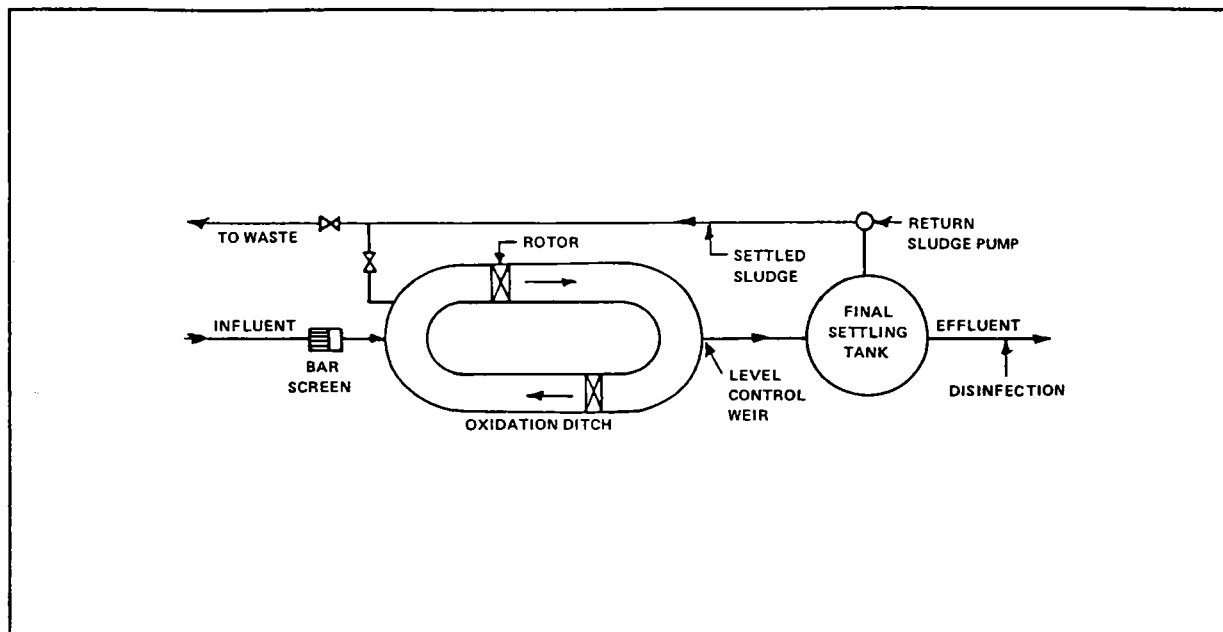 TO WASTE
ROTOR
SETTLED
SLUDGE
RETURN
SLUDGE PUMP
INFLUENT
BAR
SCREEN
FINAL
SETTLING
TANK
EFFLUENT
LEVEL
CONTROL
WEIR
DISINFECTION
OXIDATION DITCH